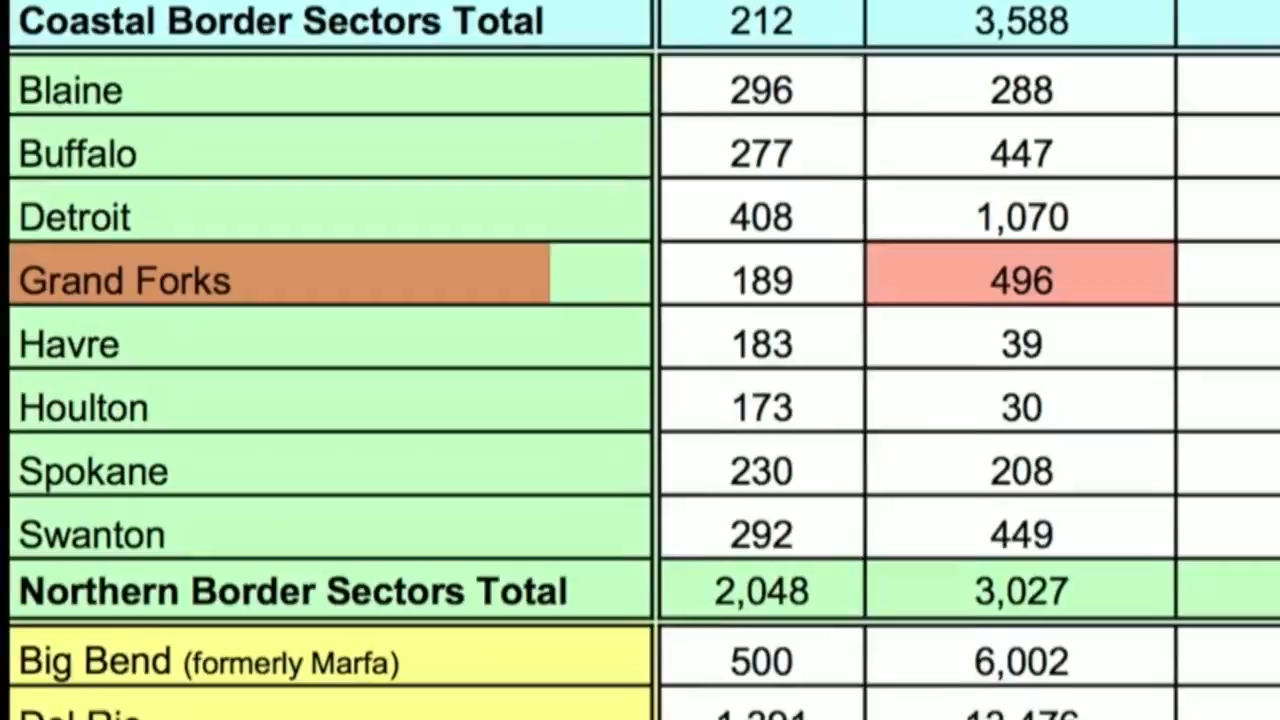 Coastal Border Sectors Total 212 3,588
Blaine 296 288
Buffalo 277 447
Detroit 408 1,070
Grand Forks 189 496
Havre 183 39
Houlton 173 30
Spokane 230 208
Swanton 292 449
Northern Border Sectors Total 2,048 3,027
Big Bend (formerly Marfa) 500 6,002
Del Rio